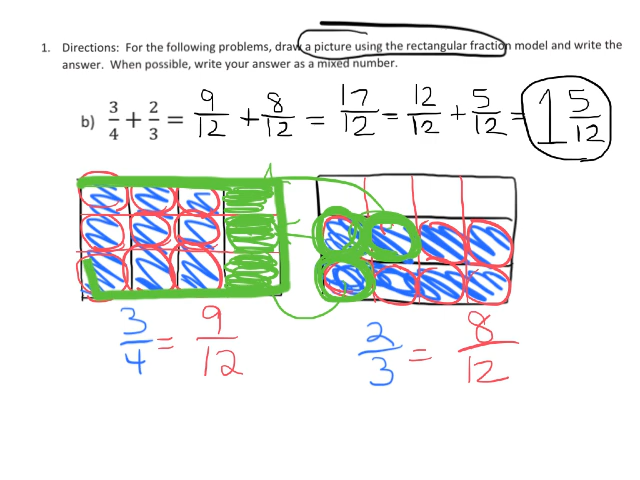 1. Directions: For the following problems, draw a picture using the rectangular fraction model and write the
answer. When possible, write your answer as a mixed number.
b) 3/4 + 2/3 = 9/12 + 8/12 = 17/12 = 12/12 + 5/12 = 1 5/12
3/4 = 9/12 2/3 = 8/12